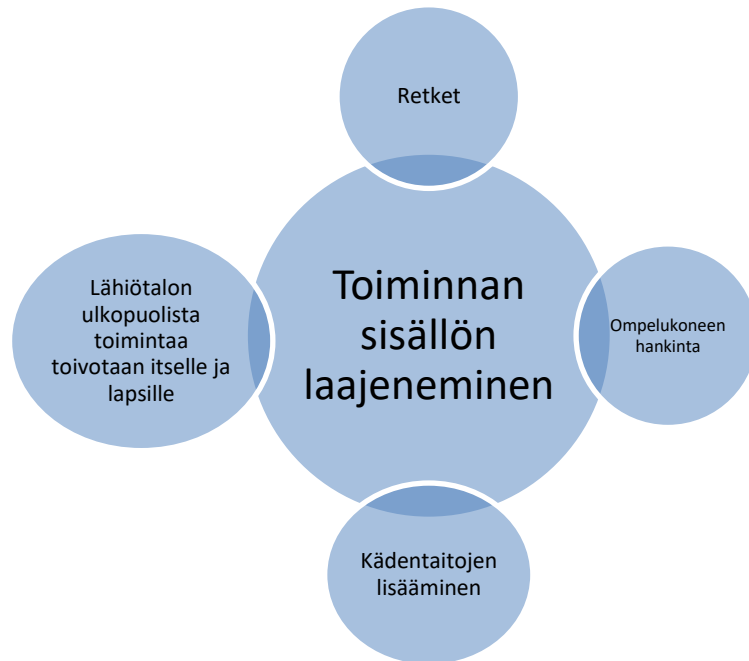 Retket
Toiminnan
sisällön
laajeneminen
Lähiötalon
ulkopuolista
toimintaa
toivotaan itselle ja
lapsille
Ompelukoneen
hankinta
Kädentaitojen
lisääminen